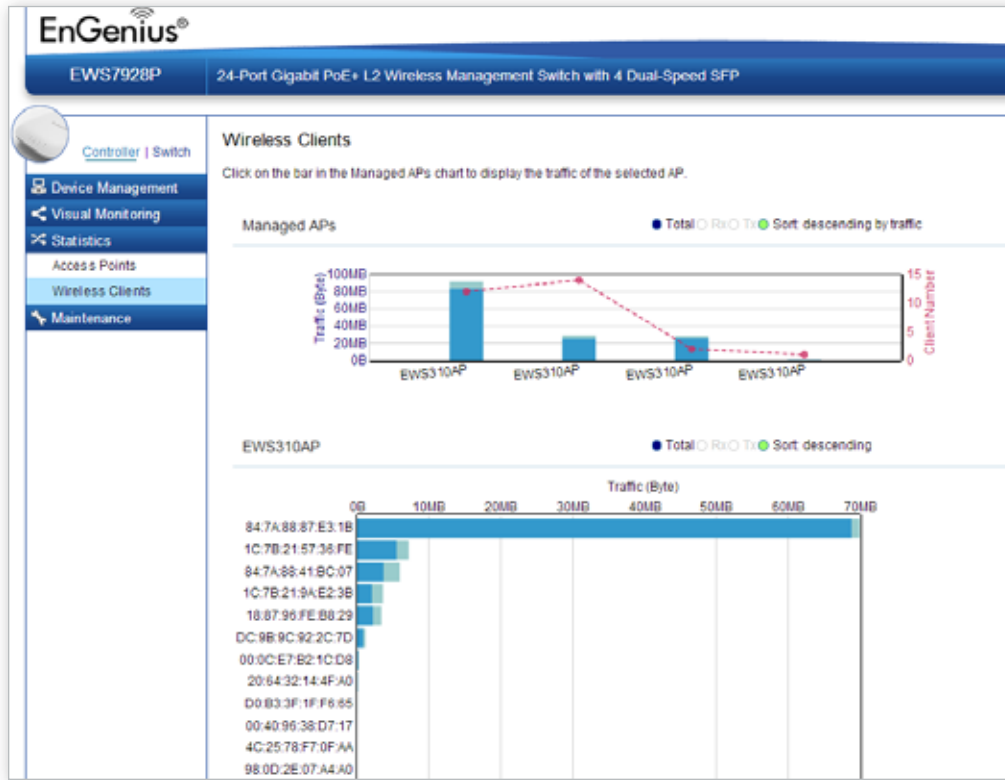 EnGenius®
EWS7928P
24-Port Gigabit PoE+ L2 Wireless Management Switch with 4 Dual-Speed SFP
Controller | Switch
Device Management
Visual Monitoring
Statistics
Access Points
Wireless Clients
Maintenance
Wireless Clients
Click on the bar in the Managed APs chart to display the traffic of the selected AP.
Managed APs
Total Rx Tx Sort: descending by traffic
Traffic (Byte)
100MB
80MB
60MB
40MB
20MB
0B
15
10
5
0
Client Number
EWS310AP EWS310AP EWS310AP EWS310AP
EWS310AP
Total Rx Tx Sort: descending
Traffic (Byte)
0B 10MB 20MB 30MB 40MB 50MB 60MB 70MB
84:7A:88:87:E3:1B
1C:7B:21:57:36:FE
84:7A:88:41:BC:07
1C:7B:21:9A:E2:3B
18:87:96:FE:B8:29
DC:9B:9C:92:2C:7D
00:0C:E7:B2:1C:D8
20:64:32:14:4F:A0
D0:B3:3F:1F:F6:65
00:40:96:38:D7:17
4C:25:78:F7:0F:AA
98:0D:2E:07:A4:A0